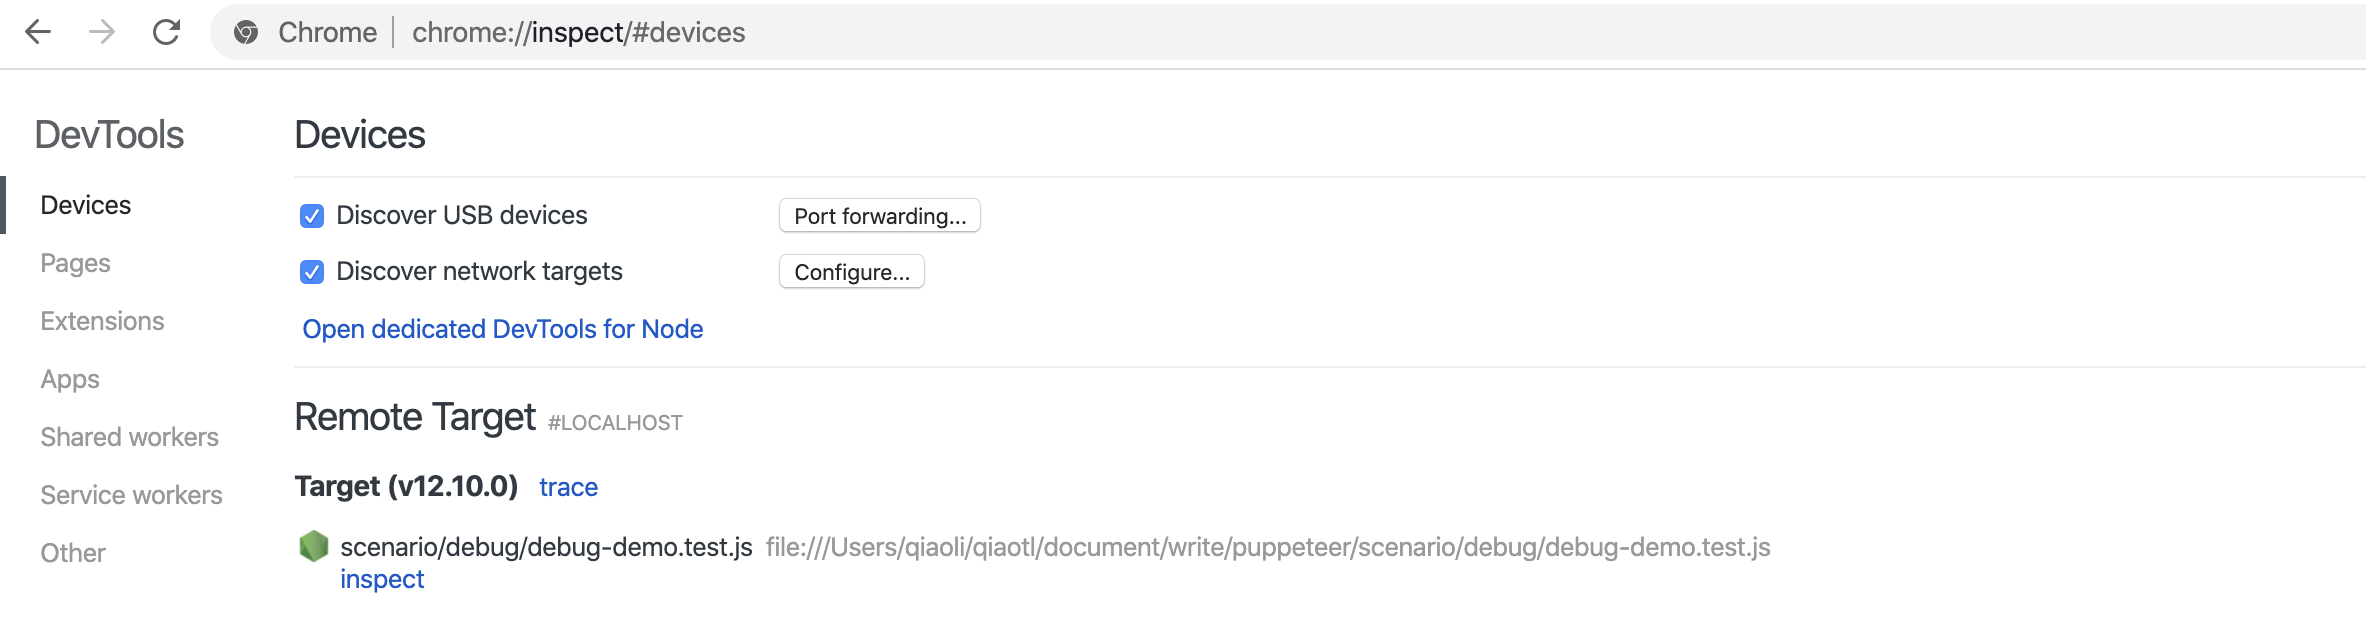 Chrome | chrome://inspect/#devices
DevTools
Devices
Pages
Extensions
Apps
Shared workers
Service workers
Other
Devices
Discover USB devices Port forwarding...
Discover network targets Configure...
Open dedicated DevTools for Node
Remote Target #LOCALHOST
Target (v12.10.0) trace
scenario/debug/debug-demo.test.js file:///Users/qiaoli/qiaotl/document/write/puppeteer/scenario/debug/debug-demo.test.js
inspect